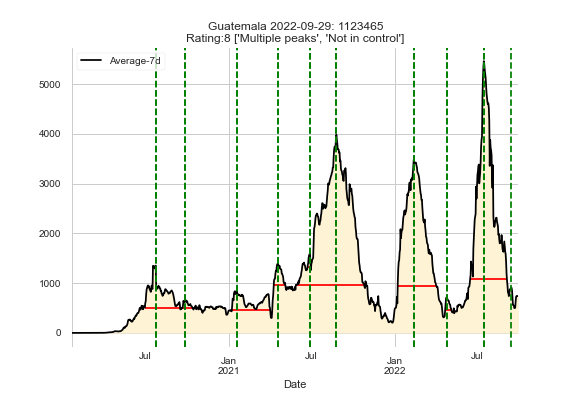 Guatemala 2022-09-29: 1123465
Rating:8 ['Multiple peaks', 'Not in control']
Average-7d
5000
4000
3000
2000
1000
0
Jul
Jan
2021
Jul
Jan
2022
Jul
Date